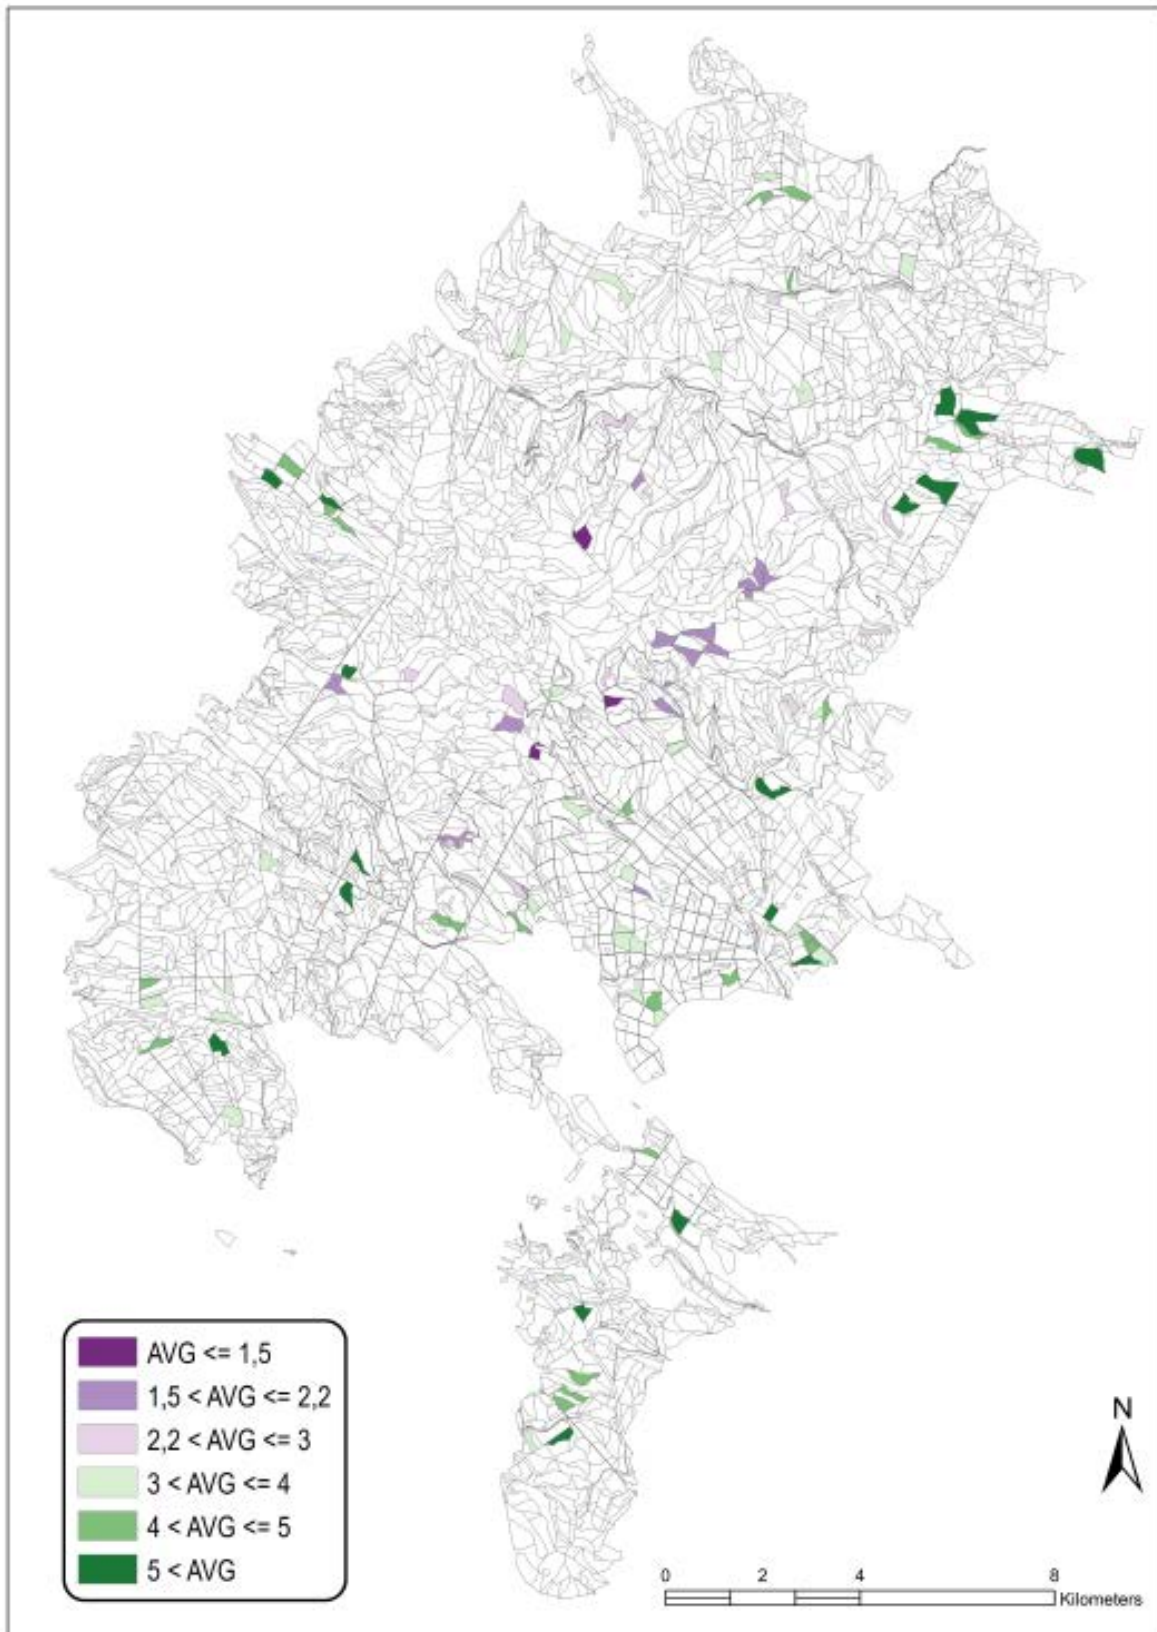 AVG <= 1,5
1,5 < AVG <= 2,2
2,2 < AVG <= 3
3 < AVG <= 4
4 < AVG <= 5
5 < AVG
N
0 2 4 8
Kilometers